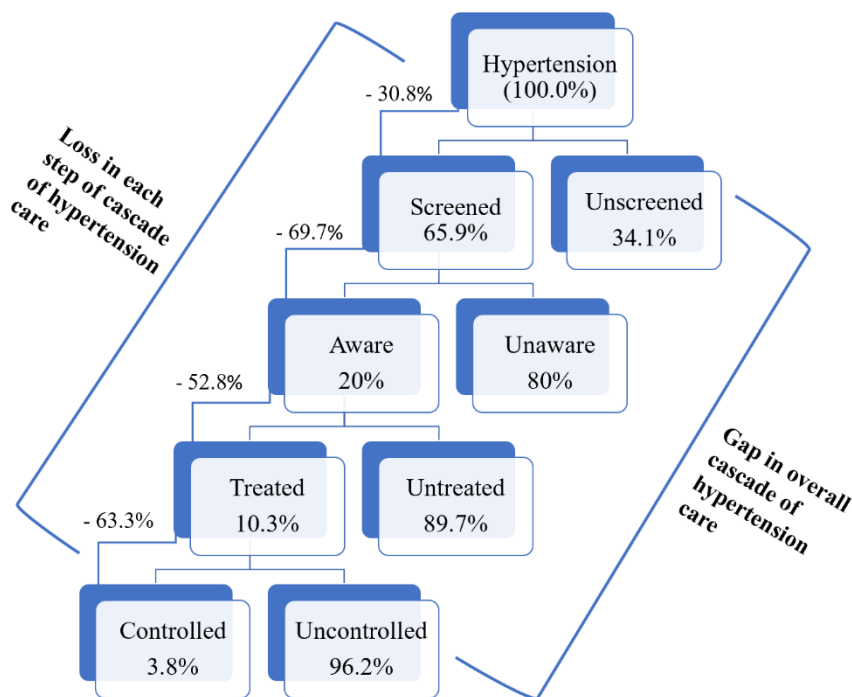 Hypertension
(100.0%)
- 30.8%
Loss in each
step of cascade
of hypertension
care
Screened
65.9%
Unscreened
34.1%
- 69.7%
Aware
20%
Unaware
80%
- 52.8%
Treated
10.3%
Untreated
89.7%
Gap in overall
cascade of
hypertension
care
- 63.3%
Controlled
3.8%
Uncontrolled
96.2%